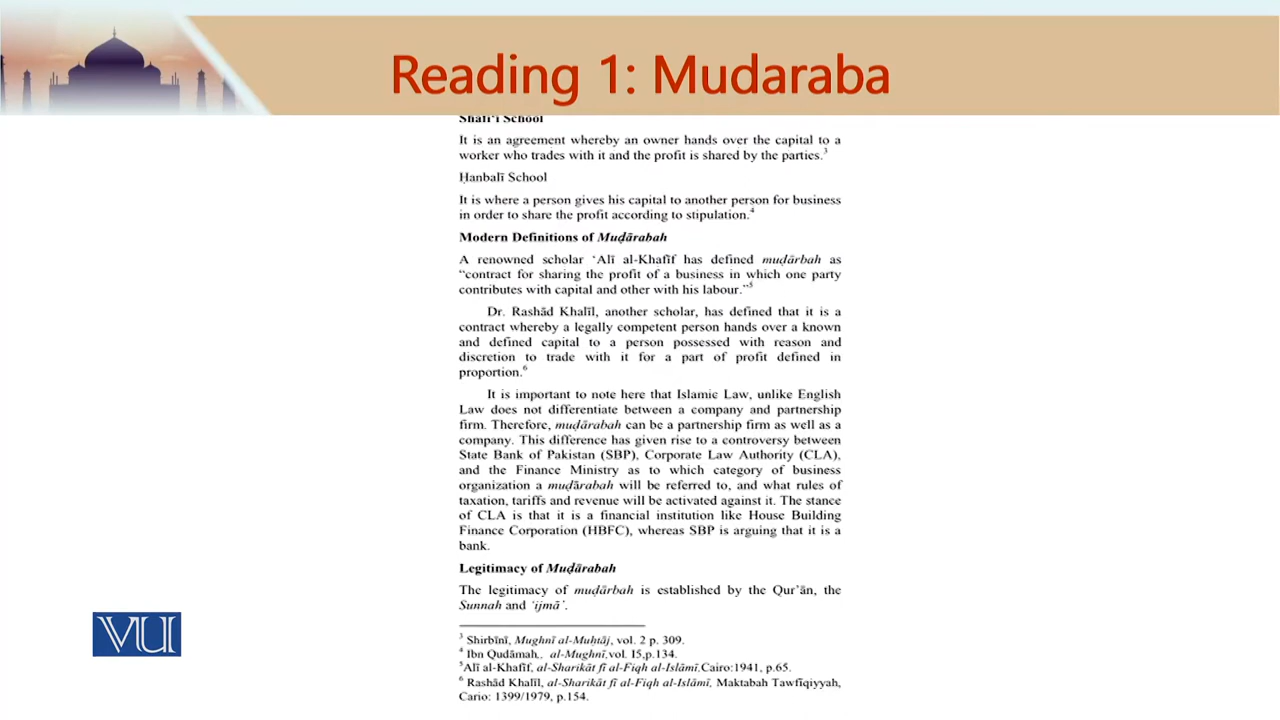 Reading 1: Mudaraba
Shafi'i School
It is an agreement whereby an owner hands over the capital to a
worker who trades with it and the profit is shared by the parties.3
Ḥanbalī School
It is where a person gives his capital to another person for business
in order to share the profit according to stipulation.4
Modern Definitions of Muḍārabah
A renowned scholar ‘Alī al-Khafīf has defined muḍārbah as
“contract for sharing the profit of a business in which one party
contributes with capital and other with his labour.”5
Dr. Rashād Khalīl, another scholar, has defined that it is a
contract whereby a legally competent person hands over a known
and defined capital to a person possessed with reason and
discretion to trade with it for a part of profit defined in
proportion.6
It is important to note here that Islamic Law, unlike English
Law does not differentiate between a company and partnership
firm. Therefore, muḍārabah can be a partnership firm as well as a
company. This difference has given rise to a controversy between
State Bank of Pakistan (SBP), Corporate Law Authority (CLA),
and the Finance Ministry as to which category of business
organization a muḍārabah will be referred to, and what rules of
taxation, tariffs and revenue will be activated against it. The stance
of CLA is that it is a financial institution like House Building
Finance Corporation (HBFC), whereas SBP is arguing that it is a
bank.
Legitimacy of Muḍārabah
The legitimacy of muḍārbah is established by the Qur’ān, the
Sunnah and ‘ijmā’.
3 Shirbīnī, Mughnī al-Muḥtāj, vol. 2 p. 309.
4 Ibn Qudāmah,. al-Mughnī,vol. I5,p.134.
5Alī al-Khafīf, al-Sharikāt fī al-Fiqh al-Islāmī,Cairo:1941, p.65.
6 Rashād Khalīl, al-Sharikāt fī al-Fiqh al-Islāmī, Maktabah Tawfīqiyyah,
Cario: 1399/1979, p.154.
VU